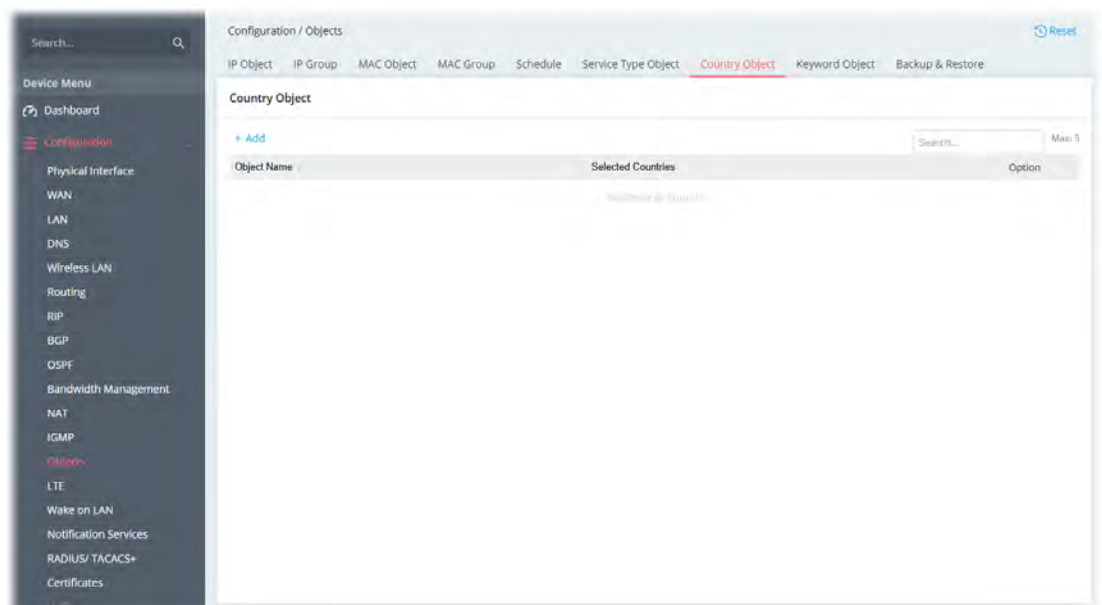 Search...
Configuration / Objects
Reset
IP Object IP Group MAC Object MAC Group Schedule Service Type Object Country Object Keyword Object Backup & Restore
Device Menu
Dashboard
Configuration
Physical Interface
WAN
LAN
DNS
Wireless LAN
Routing
RIP
BGP
OSPF
Bandwidth Management
NAT
IGMP
Objects
LTE
Wake on LAN
Notification Services
RADIUS/ TACACS+
Certificates
Country Object
+ Add
Search...
Max: 5
Object Name Selected Countries Option